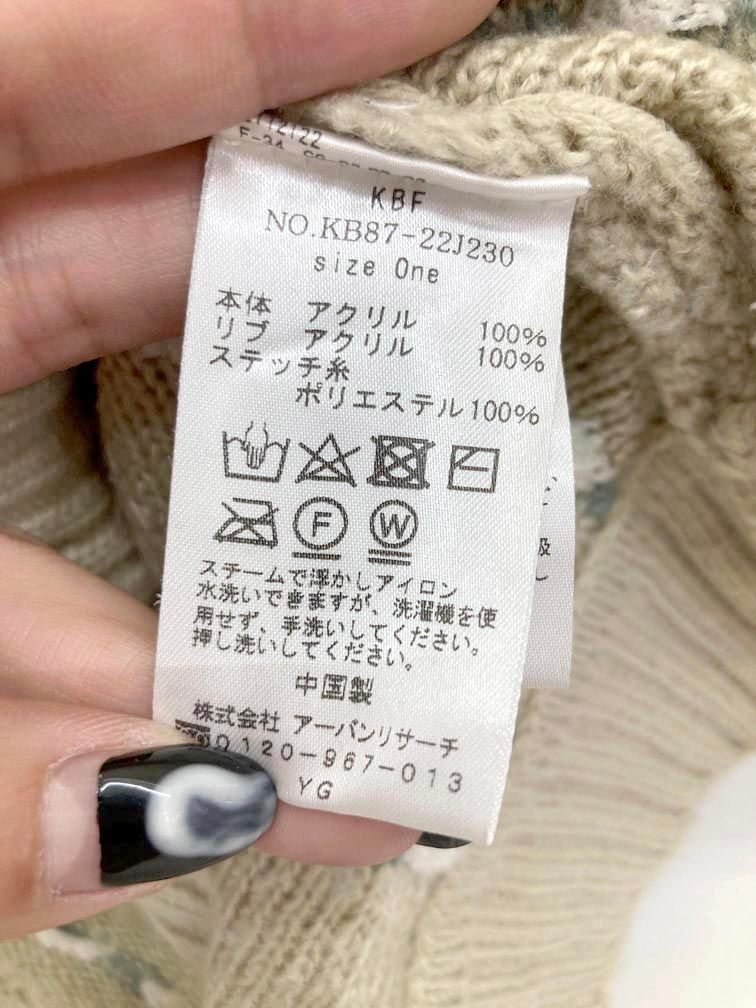 KBF
NO.KB87-22J230
size One
本体 アクリル 100%
リブ アクリル 100%
ステッチ糸
ポリエステル100%
F W
スチームで浮かしアイロン
水洗いできますが、洗濯機を使
用せず、手洗いしてください。
押し洗いしてください。
中国製
株式会社 アーバンリサーチ
0120-967-013
YG